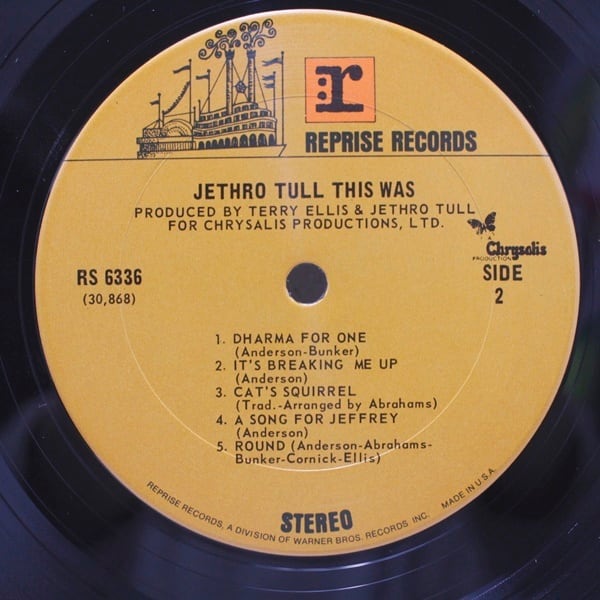 r
REPRISE RECORDS
JETHRO TULL THIS WAS
PRODUCED BY TERRY ELLIS & JETHRO TULL
FOR CHRYSALIS PRODUCTIONS, LTD.
A
Chrysalis
PRODUCTION
RS 6336
(30,868)
SIDE
2
1. DHARMA FOR ONE
(Anderson-Bunker)
2. IT'S BREAKING ME UP
(Anderson)
3. CAT'S SQUIRREL
(Trad.-Arranged by Abrahams)
4. A SONG FOR JEFFREY
(Anderson)
5. ROUND (Anderson-Abrahams-
Bunker-Cornick-Ellis)
STEREO
REPRISE RECORDS, A DIVISION OF WARNER BROS. RECORDS INC. MADE IN U.S.A.